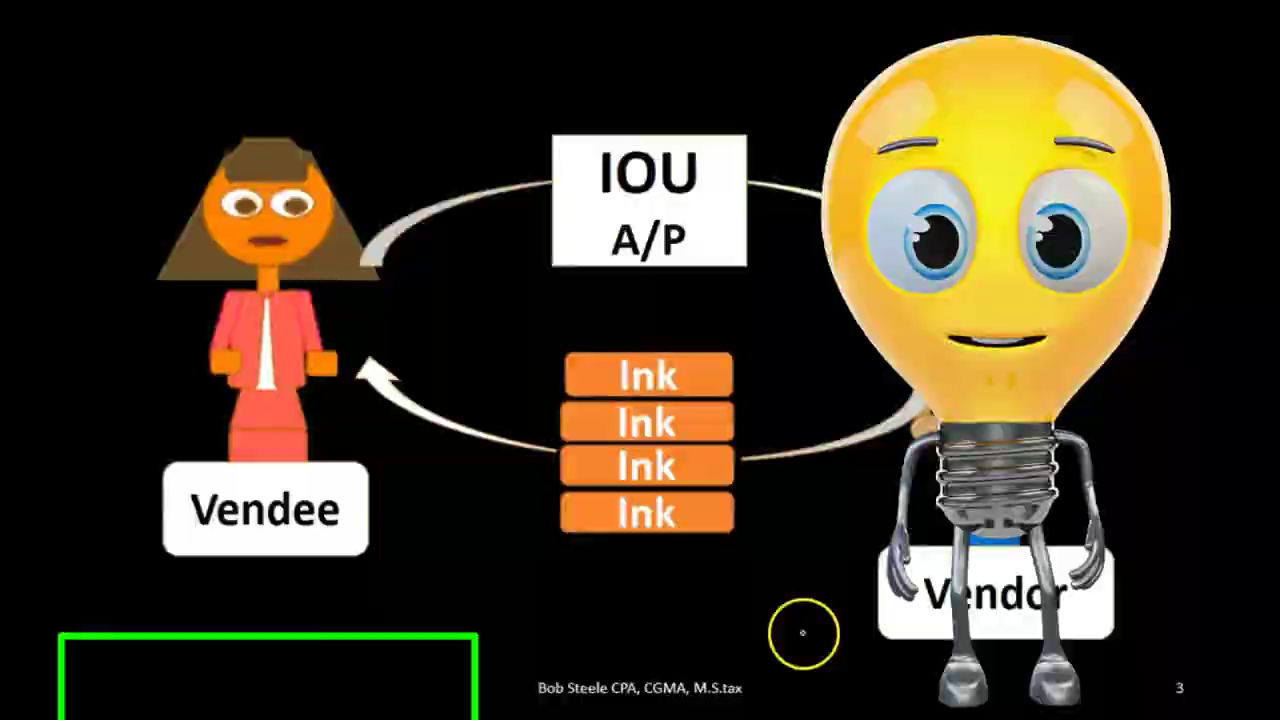 IOU
A/P
Ink
Ink
Ink
Ink
Vendee
Vendor
Bob Steele CPA, CGMA, M.S.tax
3